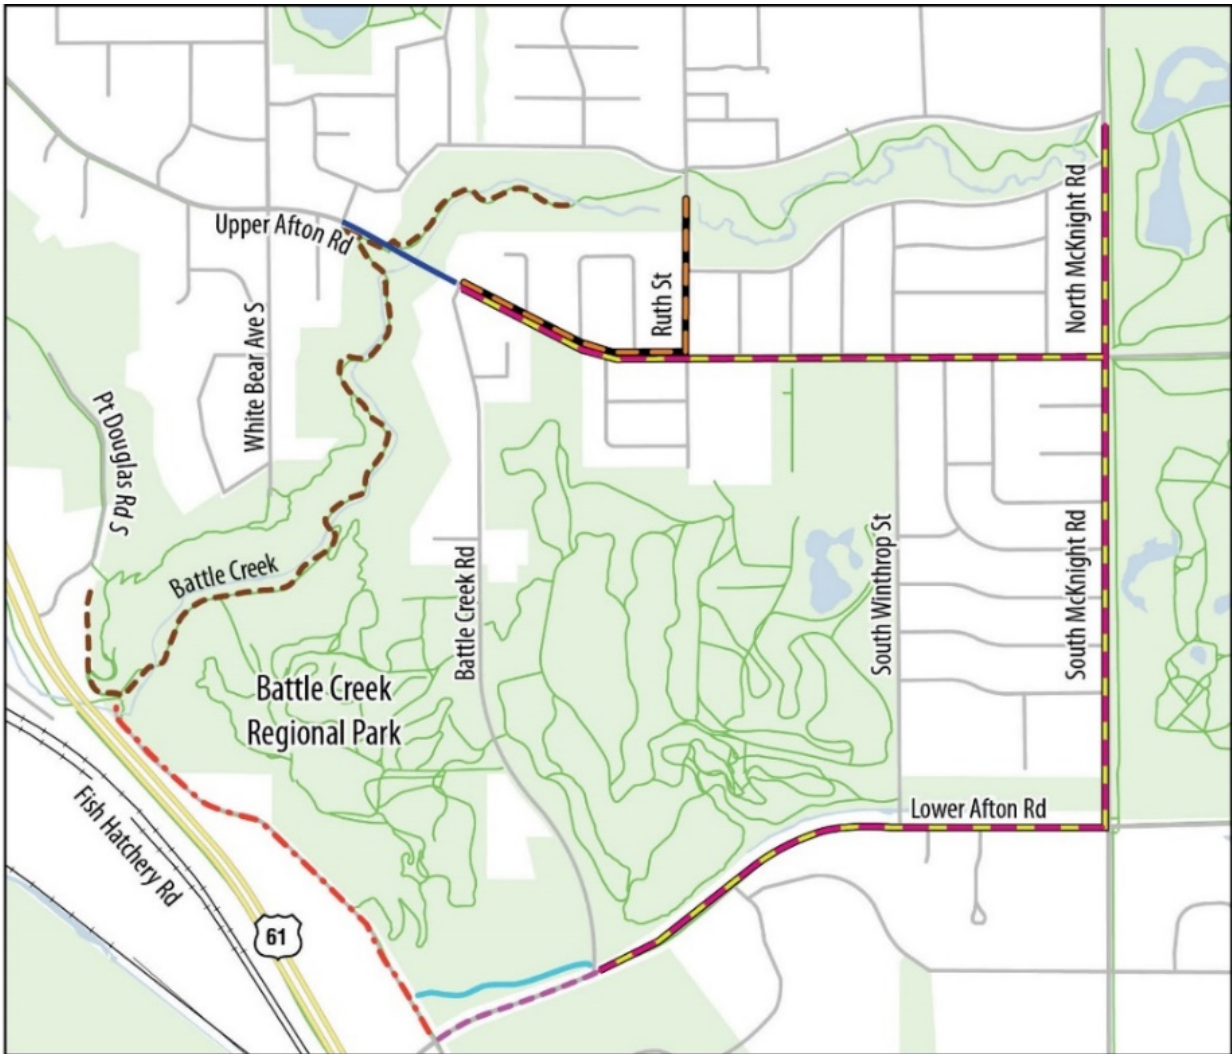 Upper Afton Rd
North McKnight Rd
Ruth St
White Bear Ave S
Pt Douglas Rd S
Battle Creek
Battle Creek Rd
South Winthrop St
South McKnight Rd
Battle Creek
Regional Park
Lower Afton Rd
Fish Hatchery Rd
61